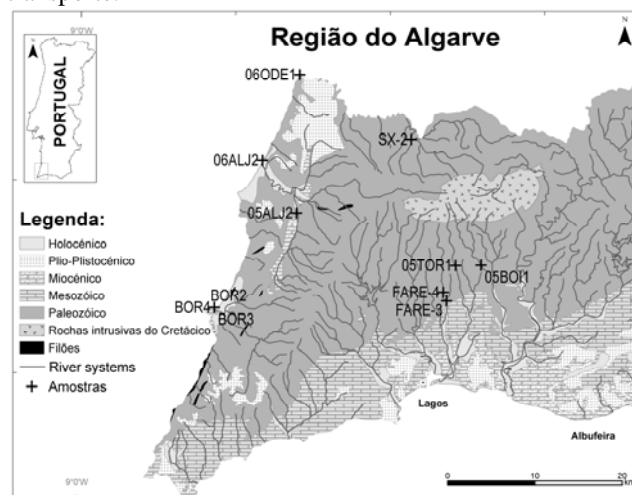 transporte.
9°0'W
Região do Algarve
N
N
PORTUGAL
06ODE1
SX-2
06ALJ2
05ALJ2
Legenda:
Holocénico
Plio-Plistocénico
Miocénico
Mesozóico
Paleozóico
Rochas intrusivas do Cretácico
Filões
River systems
Amostras
05TOR1
05BOI1
FARE-4
FARE-3
BOR2
BOR4
BOR3
Lagos
Albufeira
9°0'W
0 10 20
km